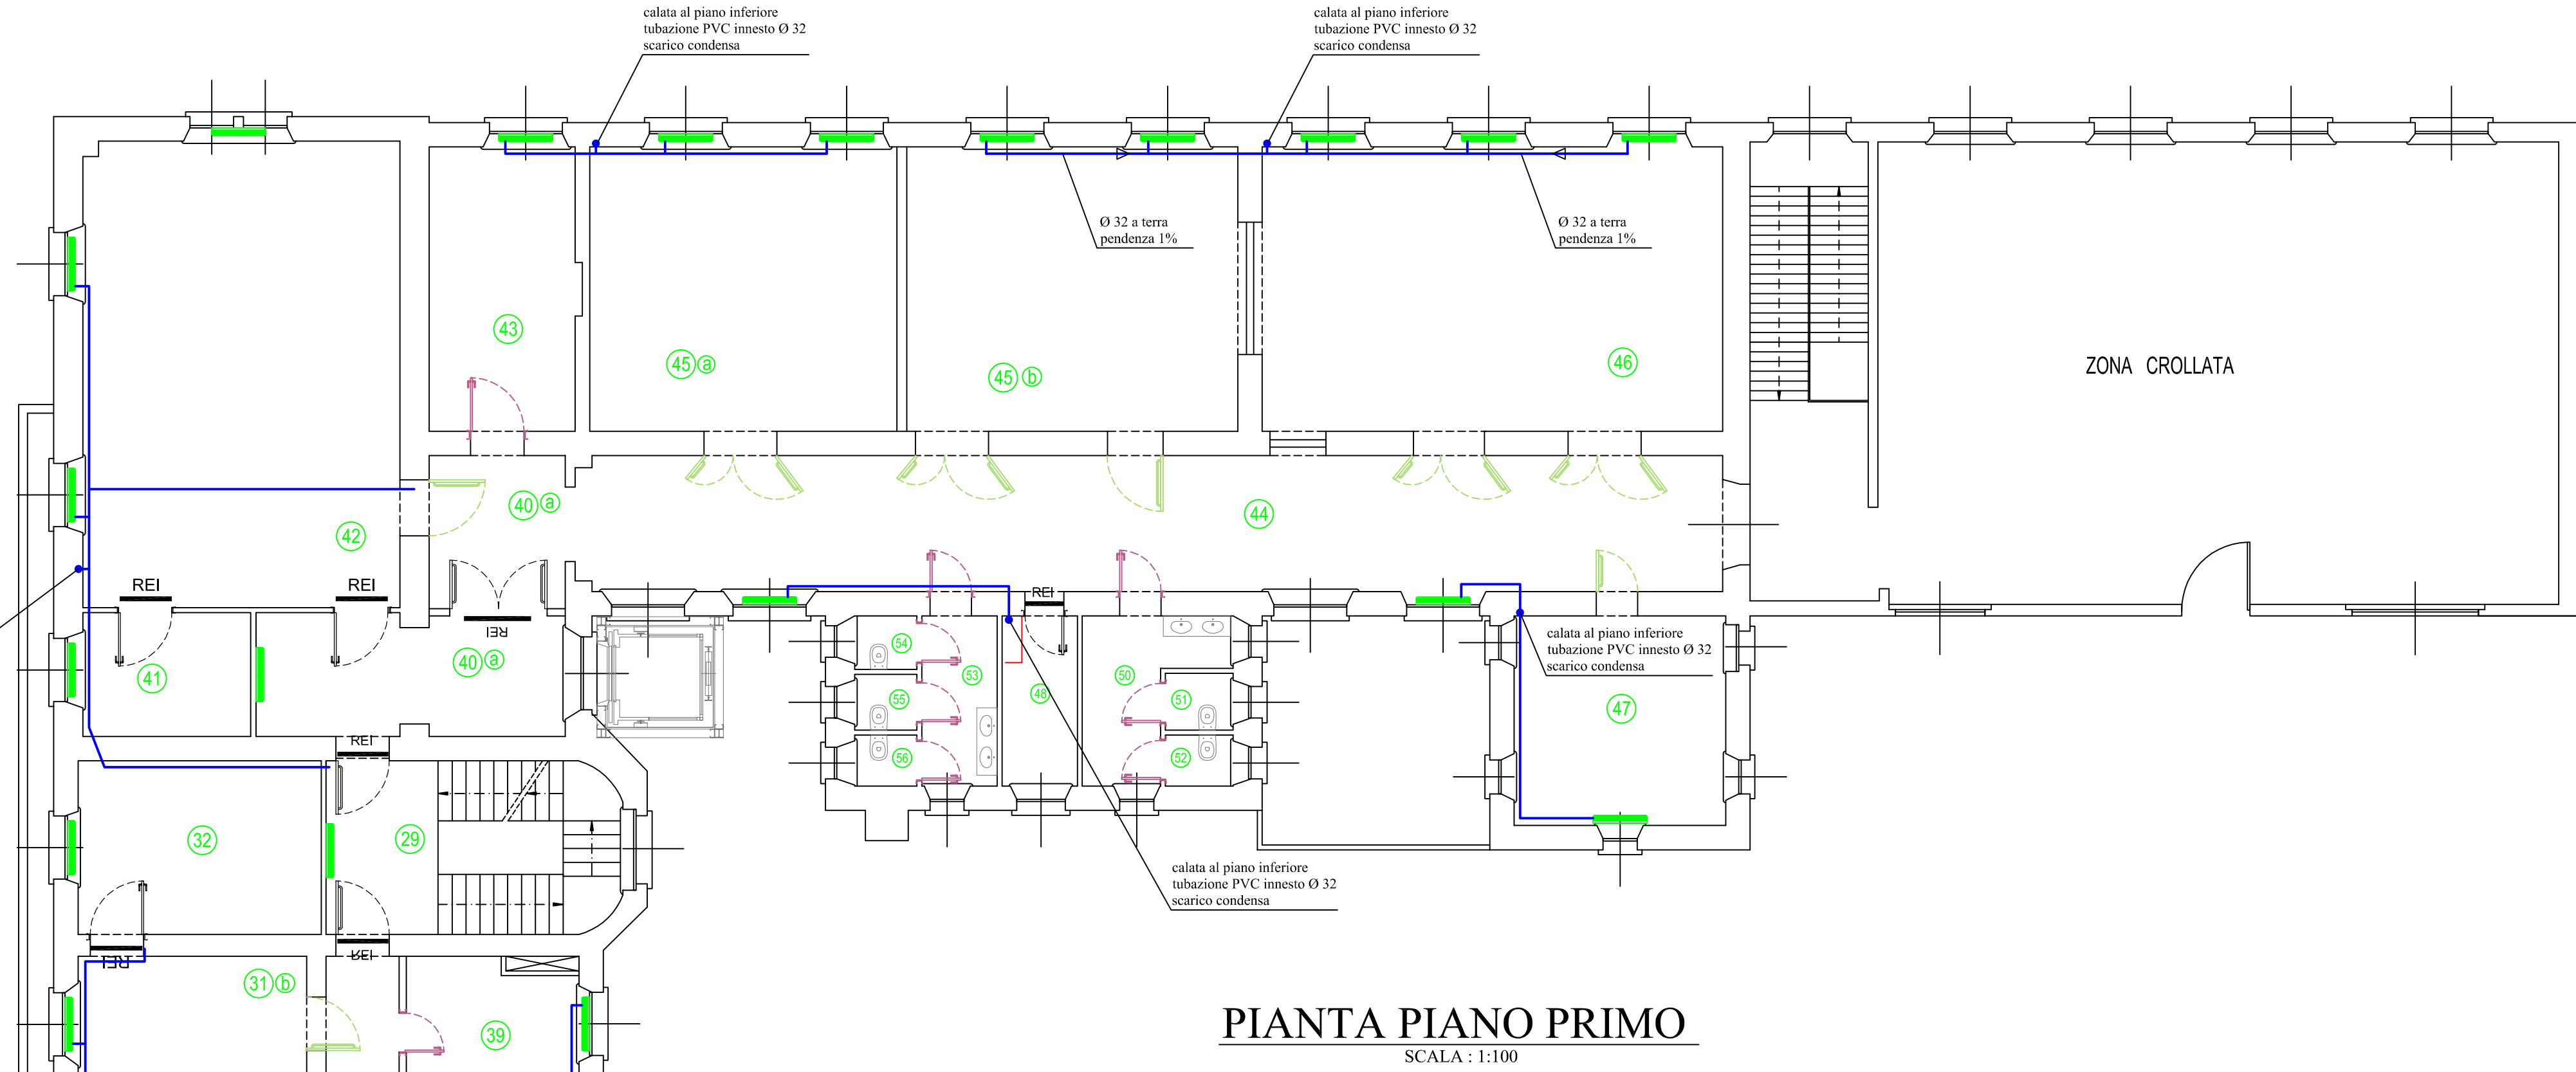 calata al piano inferiore
tubazione PVC innesto Ø 32
scarico condensa
calata al piano inferiore
tubazione PVC innesto Ø 32
scarico condensa
Ø 32 a terra
pendenza 1%
Ø 32 a terra
pendenza 1%
43
45 a
45 b
46
ZONA CROLLATA
40 a
44
42
REI
REI
REI
REI
41
40 a
54
53
48
50
55
51
56
52
calata al piano inferiore
tubazione PVC innesto Ø 32
scarico condensa
47
REI
32
29
calata al piano inferiore
tubazione PVC innesto Ø 32
scarico condensa
REI
REI
31 b
39
PIANTA PIANO PRIMO
SCALA : 1:100